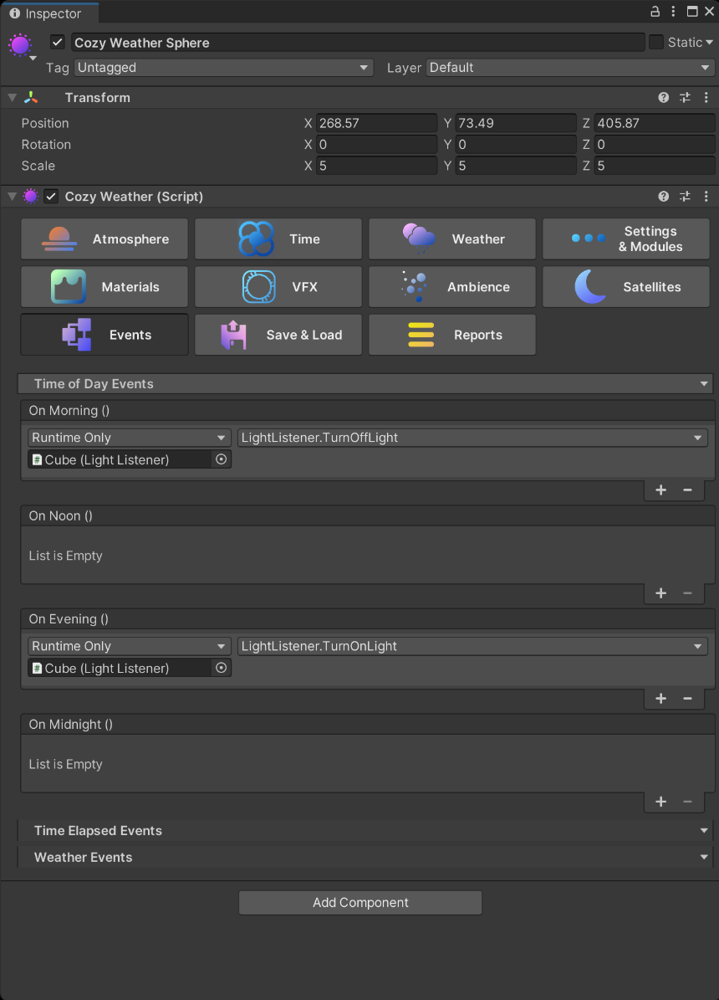 Inspector
Cozy Weather Sphere Static
Tag Untagged Layer Default
Transform
Position X 268.57 Y 73.49 Z 405.87
Rotation X 0 Y 0 Z 0
Scale X 5 Y 5 Z 5
Cozy Weather (Script)
Atmosphere Time Weather Settings & Modules
Materials VFX Ambience Satellites
Events Save & Load Reports
Time of Day Events
On Morning ()
Runtime Only LightListener.TurnOffLight
Cube (Light Listener)
On Noon ()
List is Empty
On Evening ()
Runtime Only LightListener.TurnOnLight
Cube (Light Listener)
On Midnight ()
List is Empty
Time Elapsed Events
Weather Events
Add Component